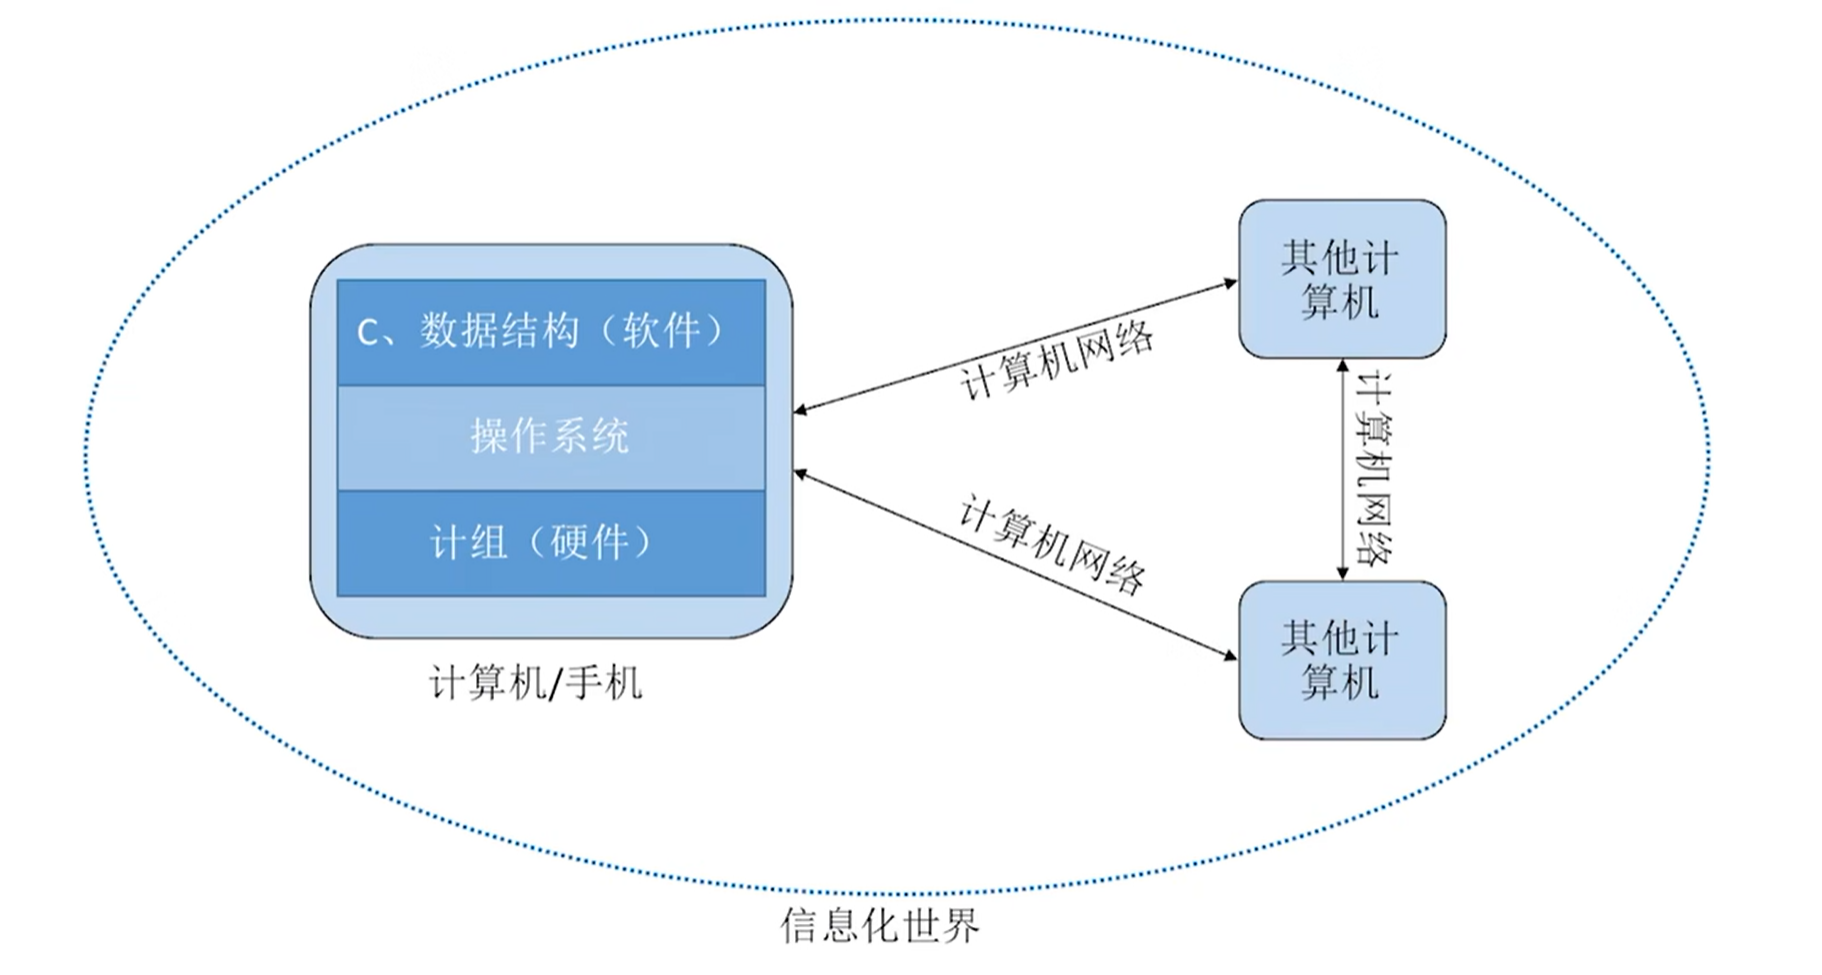 C、数据结构（软件）
操作系统
计组（硬件）
计算机/手机
计算机网络
计算机网络
其他计
算机
计算机网络
其他计
算机
信息化世界